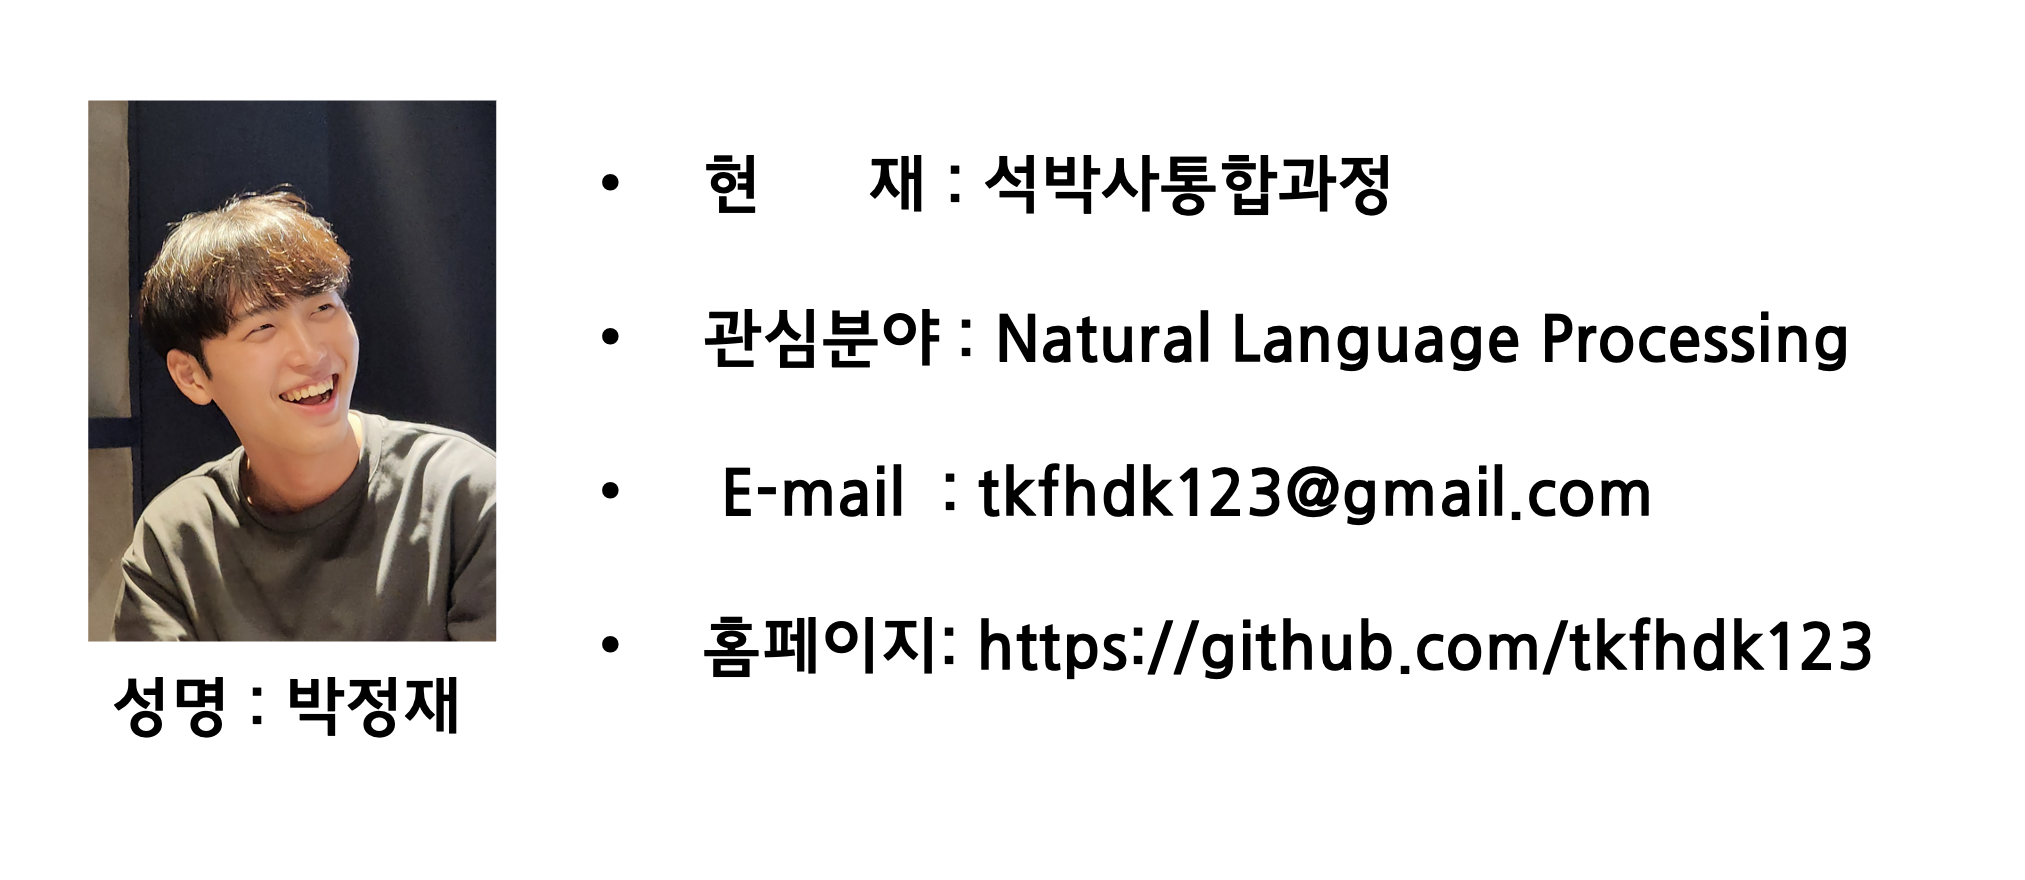 현 재 : 석박사통합과정
관심분야 : Natural Language Processing
E-mail : tkfhdk123@gmail.com
홈페이지: https://github.com/tkfhdk123
성명 : 박정재